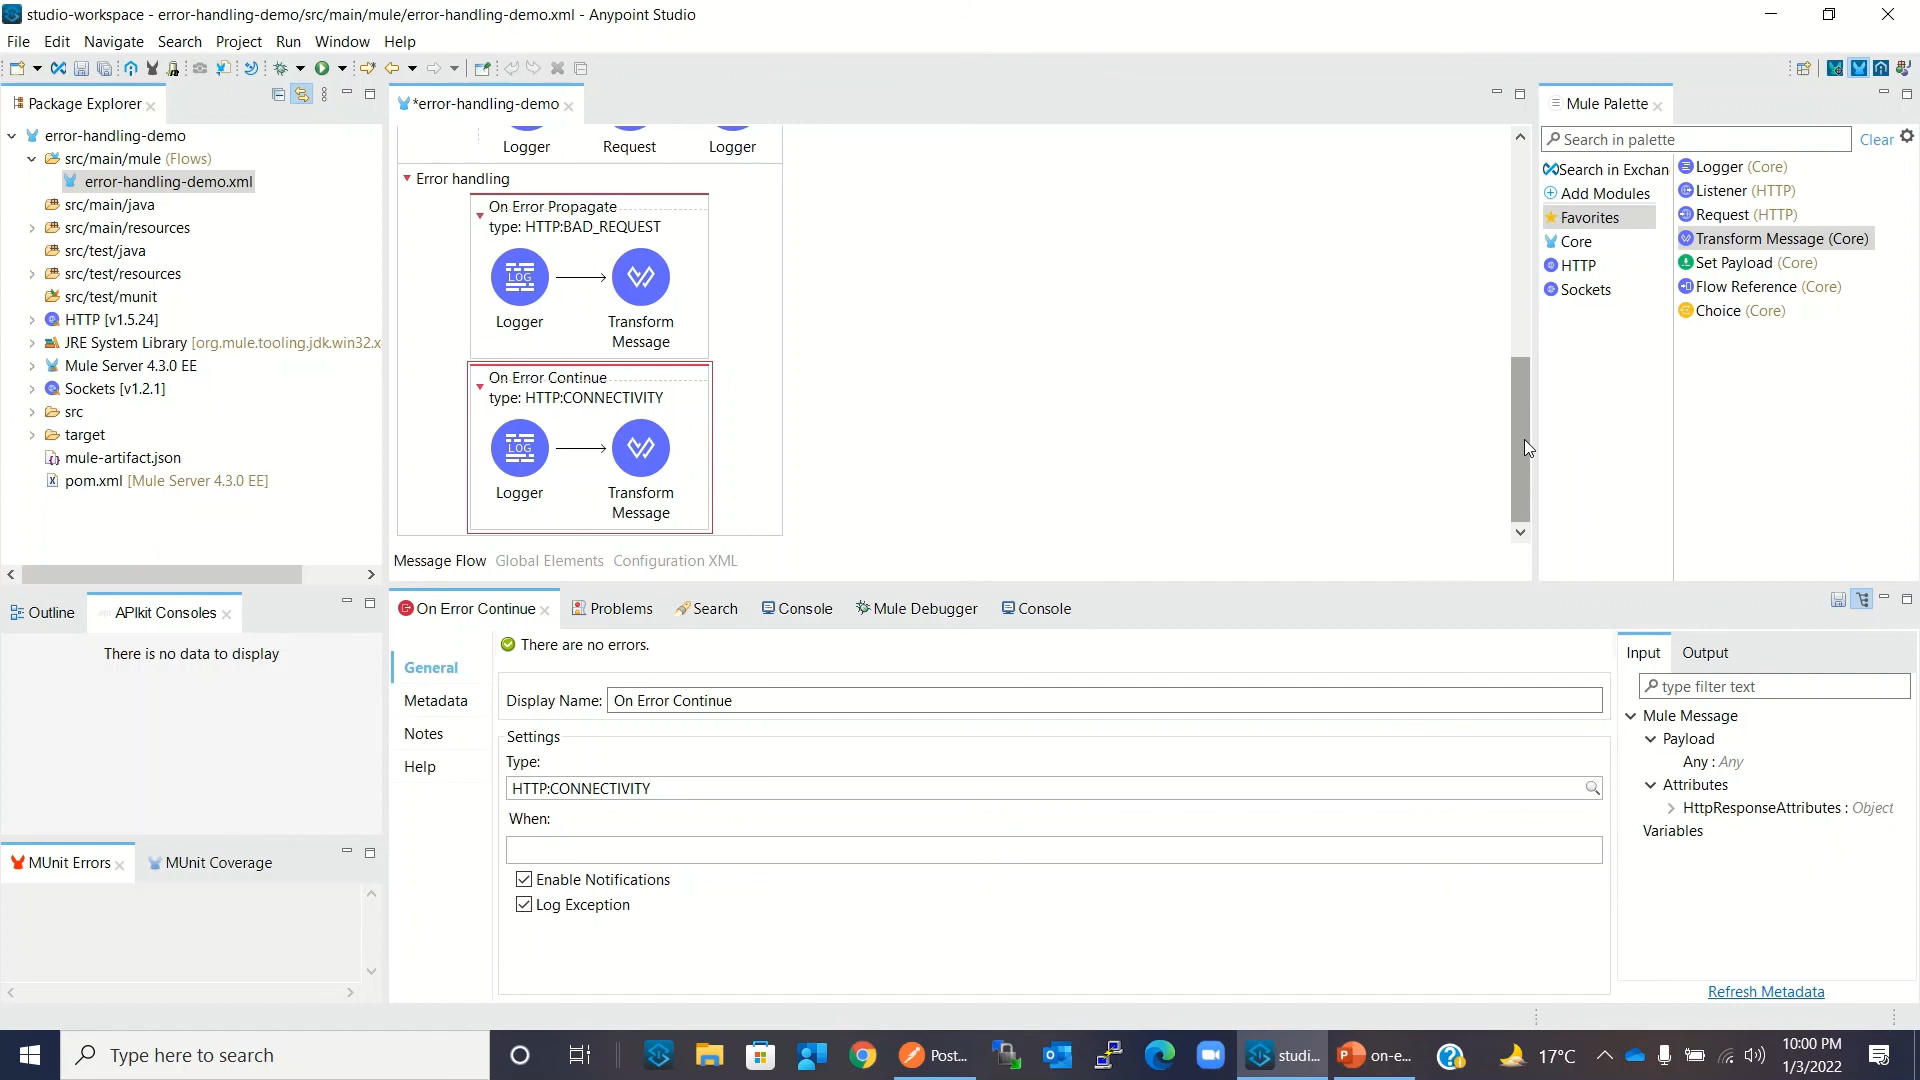 studio-workspace - error-handling-demo/src/main/mule/error-handling-demo.xml - Anypoint Studio
File Edit Navigate Search Project Run Window Help
Package Explorer
error-handling-demo
src/main/mule (Flows)
error-handling-demo.xml
src/main/java
src/main/resources
src/test/java
src/test/resources
src/test/munit
HTTP [v1.5.24]
JRE System Library [org.mule.tooling.jdk.win32.x
Mule Server 4.3.0 EE
Sockets [v1.2.1]
src
target
mule-artifact.json
pom.xml [Mule Server 4.3.0 EE]
*error-handling-demo
Logger Request Logger
Error handling
On Error Propagate
type: HTTP:BAD_REQUEST
LOG
Logger
Transform
Message
On Error Continue
type: HTTP:CONNECTIVITY
LOG
Logger
Transform
Message
Message Flow Global Elements Configuration XML
Mule Palette
Search in palette Clear
Search in Exchan
Add Modules
Favorites
Core
HTTP
Sockets
Logger (Core)
Listener (HTTP)
Request (HTTP)
Transform Message (Core)
Set Payload (Core)
Flow Reference (Core)
Choice (Core)
Outline APIkit Consoles
There is no data to display
MUnit Errors MUnit Coverage
On Error Continue Problems Search Console Mule Debugger Console
There are no errors.
General
Metadata
Notes
Help
Display Name: On Error Continue
Settings
Type:
HTTP:CONNECTIVITY
When:
Enable Notifications
Log Exception
Input Output
type filter text
Mule Message
Payload
Any : Any
Attributes
HttpResponseAttributes : Object
Variables
Refresh Metadata
Type here to search
Post...
studi...
on-e...
17°C
10:00 PM
1/3/2022